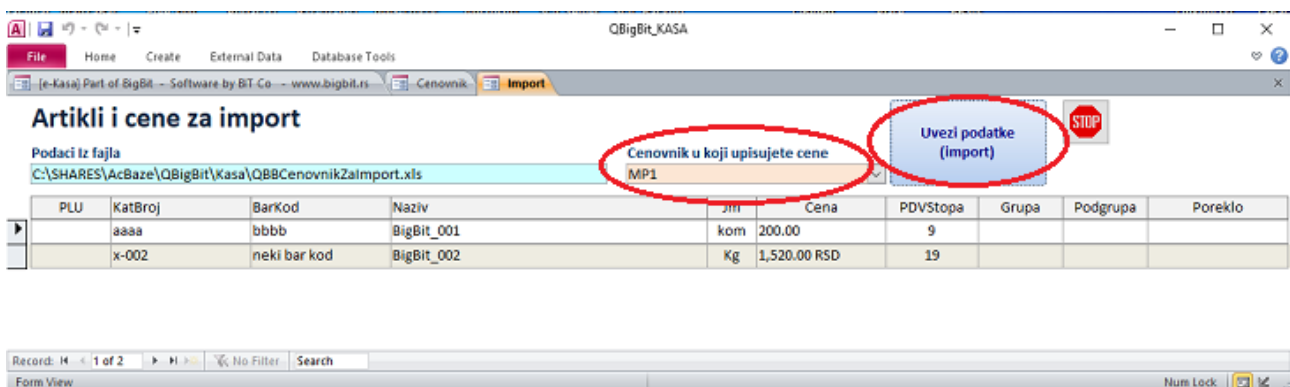 QBigBit_KASA
File Home Create External Data Database Tools
[e-Kasa] Part of BigBit - Software by BiT Co - www.bigbit.rs Cenovnik Import
Artikli i cene za import
Uvezi podatke
(import)
STOP
Podaci Iz fajla Cenovnik u koji upisujete cene
C:\SHARES\AcBaze\QBigBit\Kasa\QBBCenovnikZaImport.xls MP1
PLU KatBroj BarKod Naziv Jm Cena PDVStopa Grupa Podgrupa Poreklo
aaaa bbbb BigBit_001 kom 200.00 9
x-002 neki bar kod BigBit_002 Kg 1,520.00 RSD 19
Record: 1 of 2 No Filter Search
Form View Num Lock